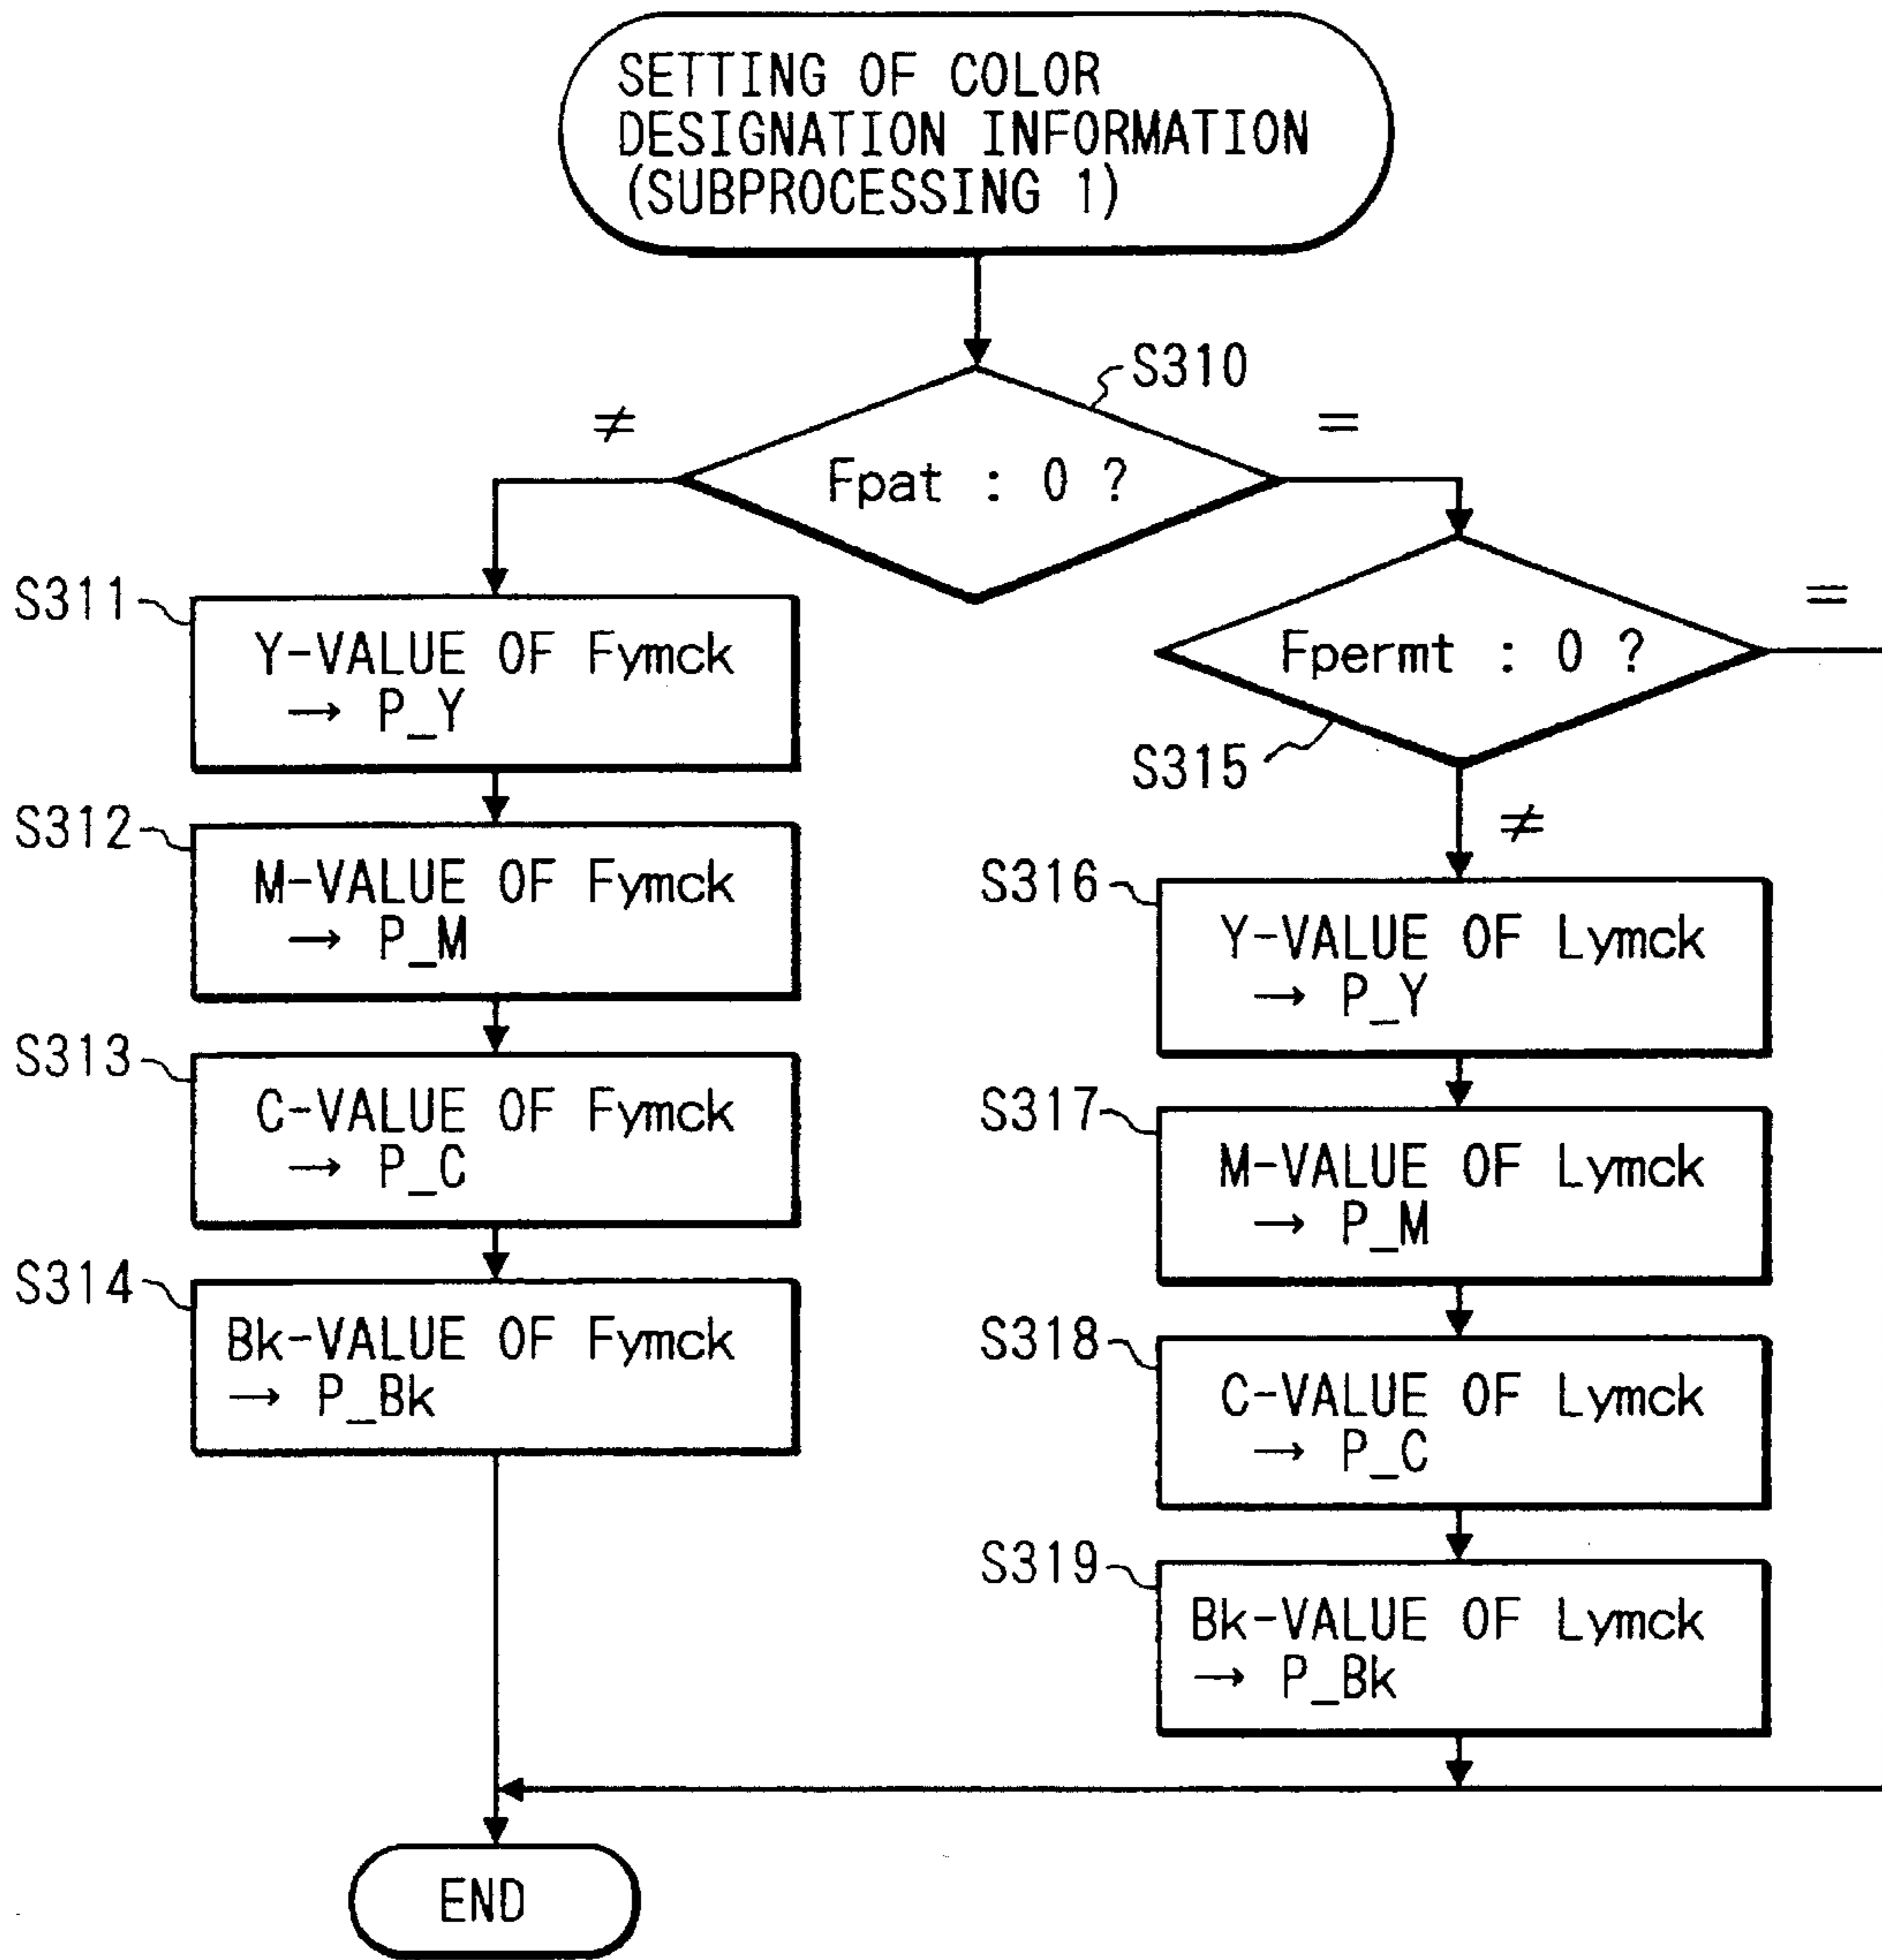 SETTING OF COLOR
DESIGNATION INFORMATION
(SUBPROCESSING 1)
S310
≠
=
Fpat : 0 ?
S311
Y-VALUE OF Fymck
→ P_Y
S312
M-VALUE OF Fymck
→ P_M
S313
C-VALUE OF Fymck
→ P_C
S314
Bk-VALUE OF Fymck
→ P_Bk
=
Fpermt : 0 ?
S315
≠
S316
Y-VALUE OF Lymck
→ P_Y
S317
M-VALUE OF Lymck
→ P_M
S318
C-VALUE OF Lymck
→ P_C
S319
Bk-VALUE OF Lymck
→ P_Bk
END